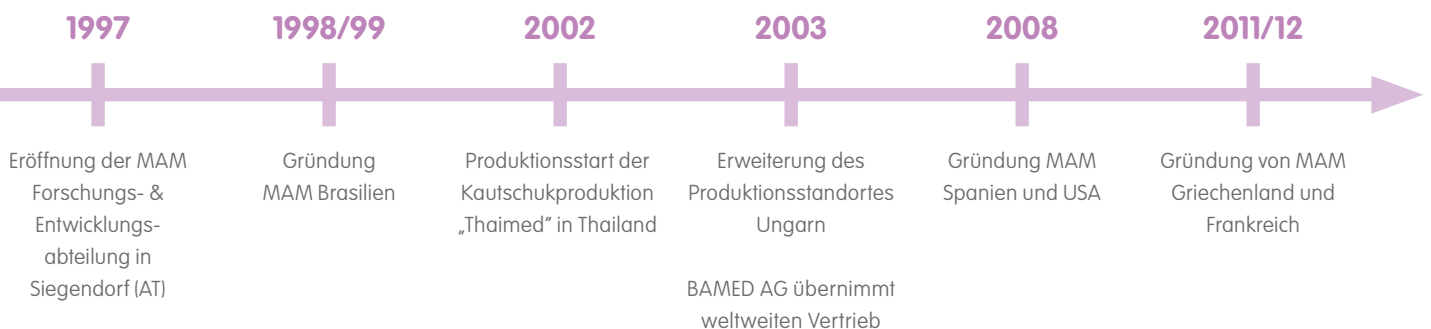 1997
Eröffnung der MAM
Forschungs- &
Entwicklungs-
abteilung in
Siegendorf (AT)
1998/99
Gründung
MAM Brasilien
2002
Produktionsstart der
Kautschukproduktion
„Thaimed“ in Thailand
2003
Erweiterung des
Produktionsstandortes
Ungarn
BAMED AG übernimmt
weltweiten Vertrieb
2008
Gründung MAM
Spanien und USA
2011/12
Gründung von MAM
Griechenland und
Frankreich